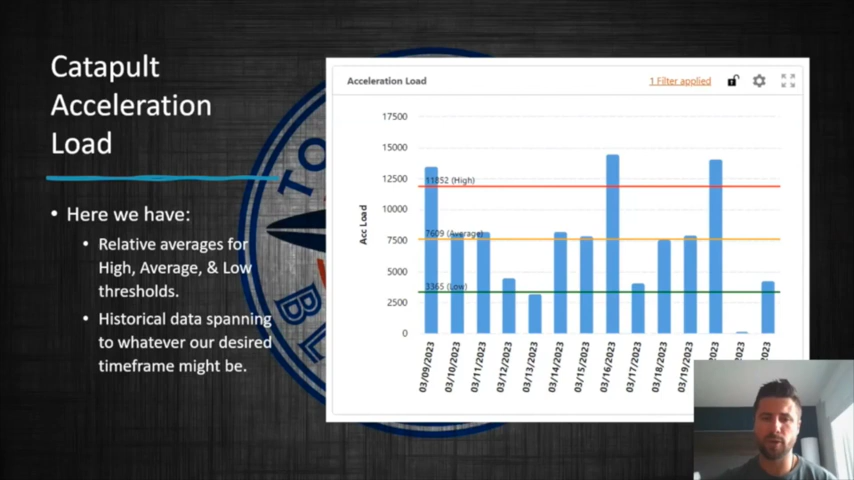 Catapult
Acceleration
Load
• Here we have:
• Relative averages for
High, Average, & Low
thresholds.
• Historical data spanning
to whatever our desired
timeframe might be.
TO
BL
Acceleration Load
1 Filter applied
17500
15000
12500
10000
7500
5000
2500
0
Acc Load
11852 (High)
7609 (Average)
3365 (Low)
03/09/2023
03/10/2023
03/11/2023
03/12/2023
03/13/2023
03/14/2023
03/15/2023
03/16/2023
03/17/2023
03/18/2023
03/19/2023
2023
2023
2023